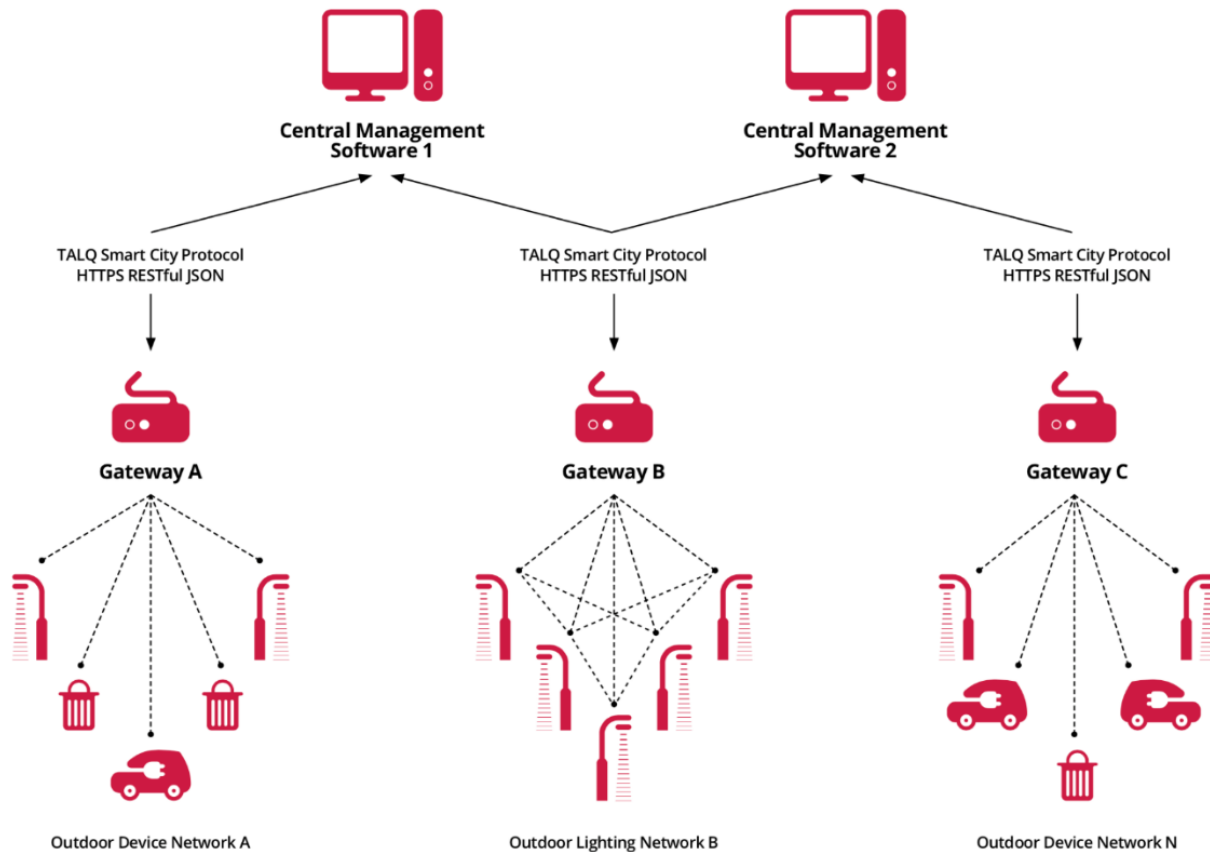 Central Management
Software 1
Central Management
Software 2
TALQ Smart City Protocol
HTTPS RESTful JSON
TALQ Smart City Protocol
HTTPS RESTful JSON
TALQ Smart City Protocol
HTTPS RESTful JSON
Gateway A
Gateway B
Gateway C
Outdoor Device Network A
Outdoor Lighting Network B
Outdoor Device Network N